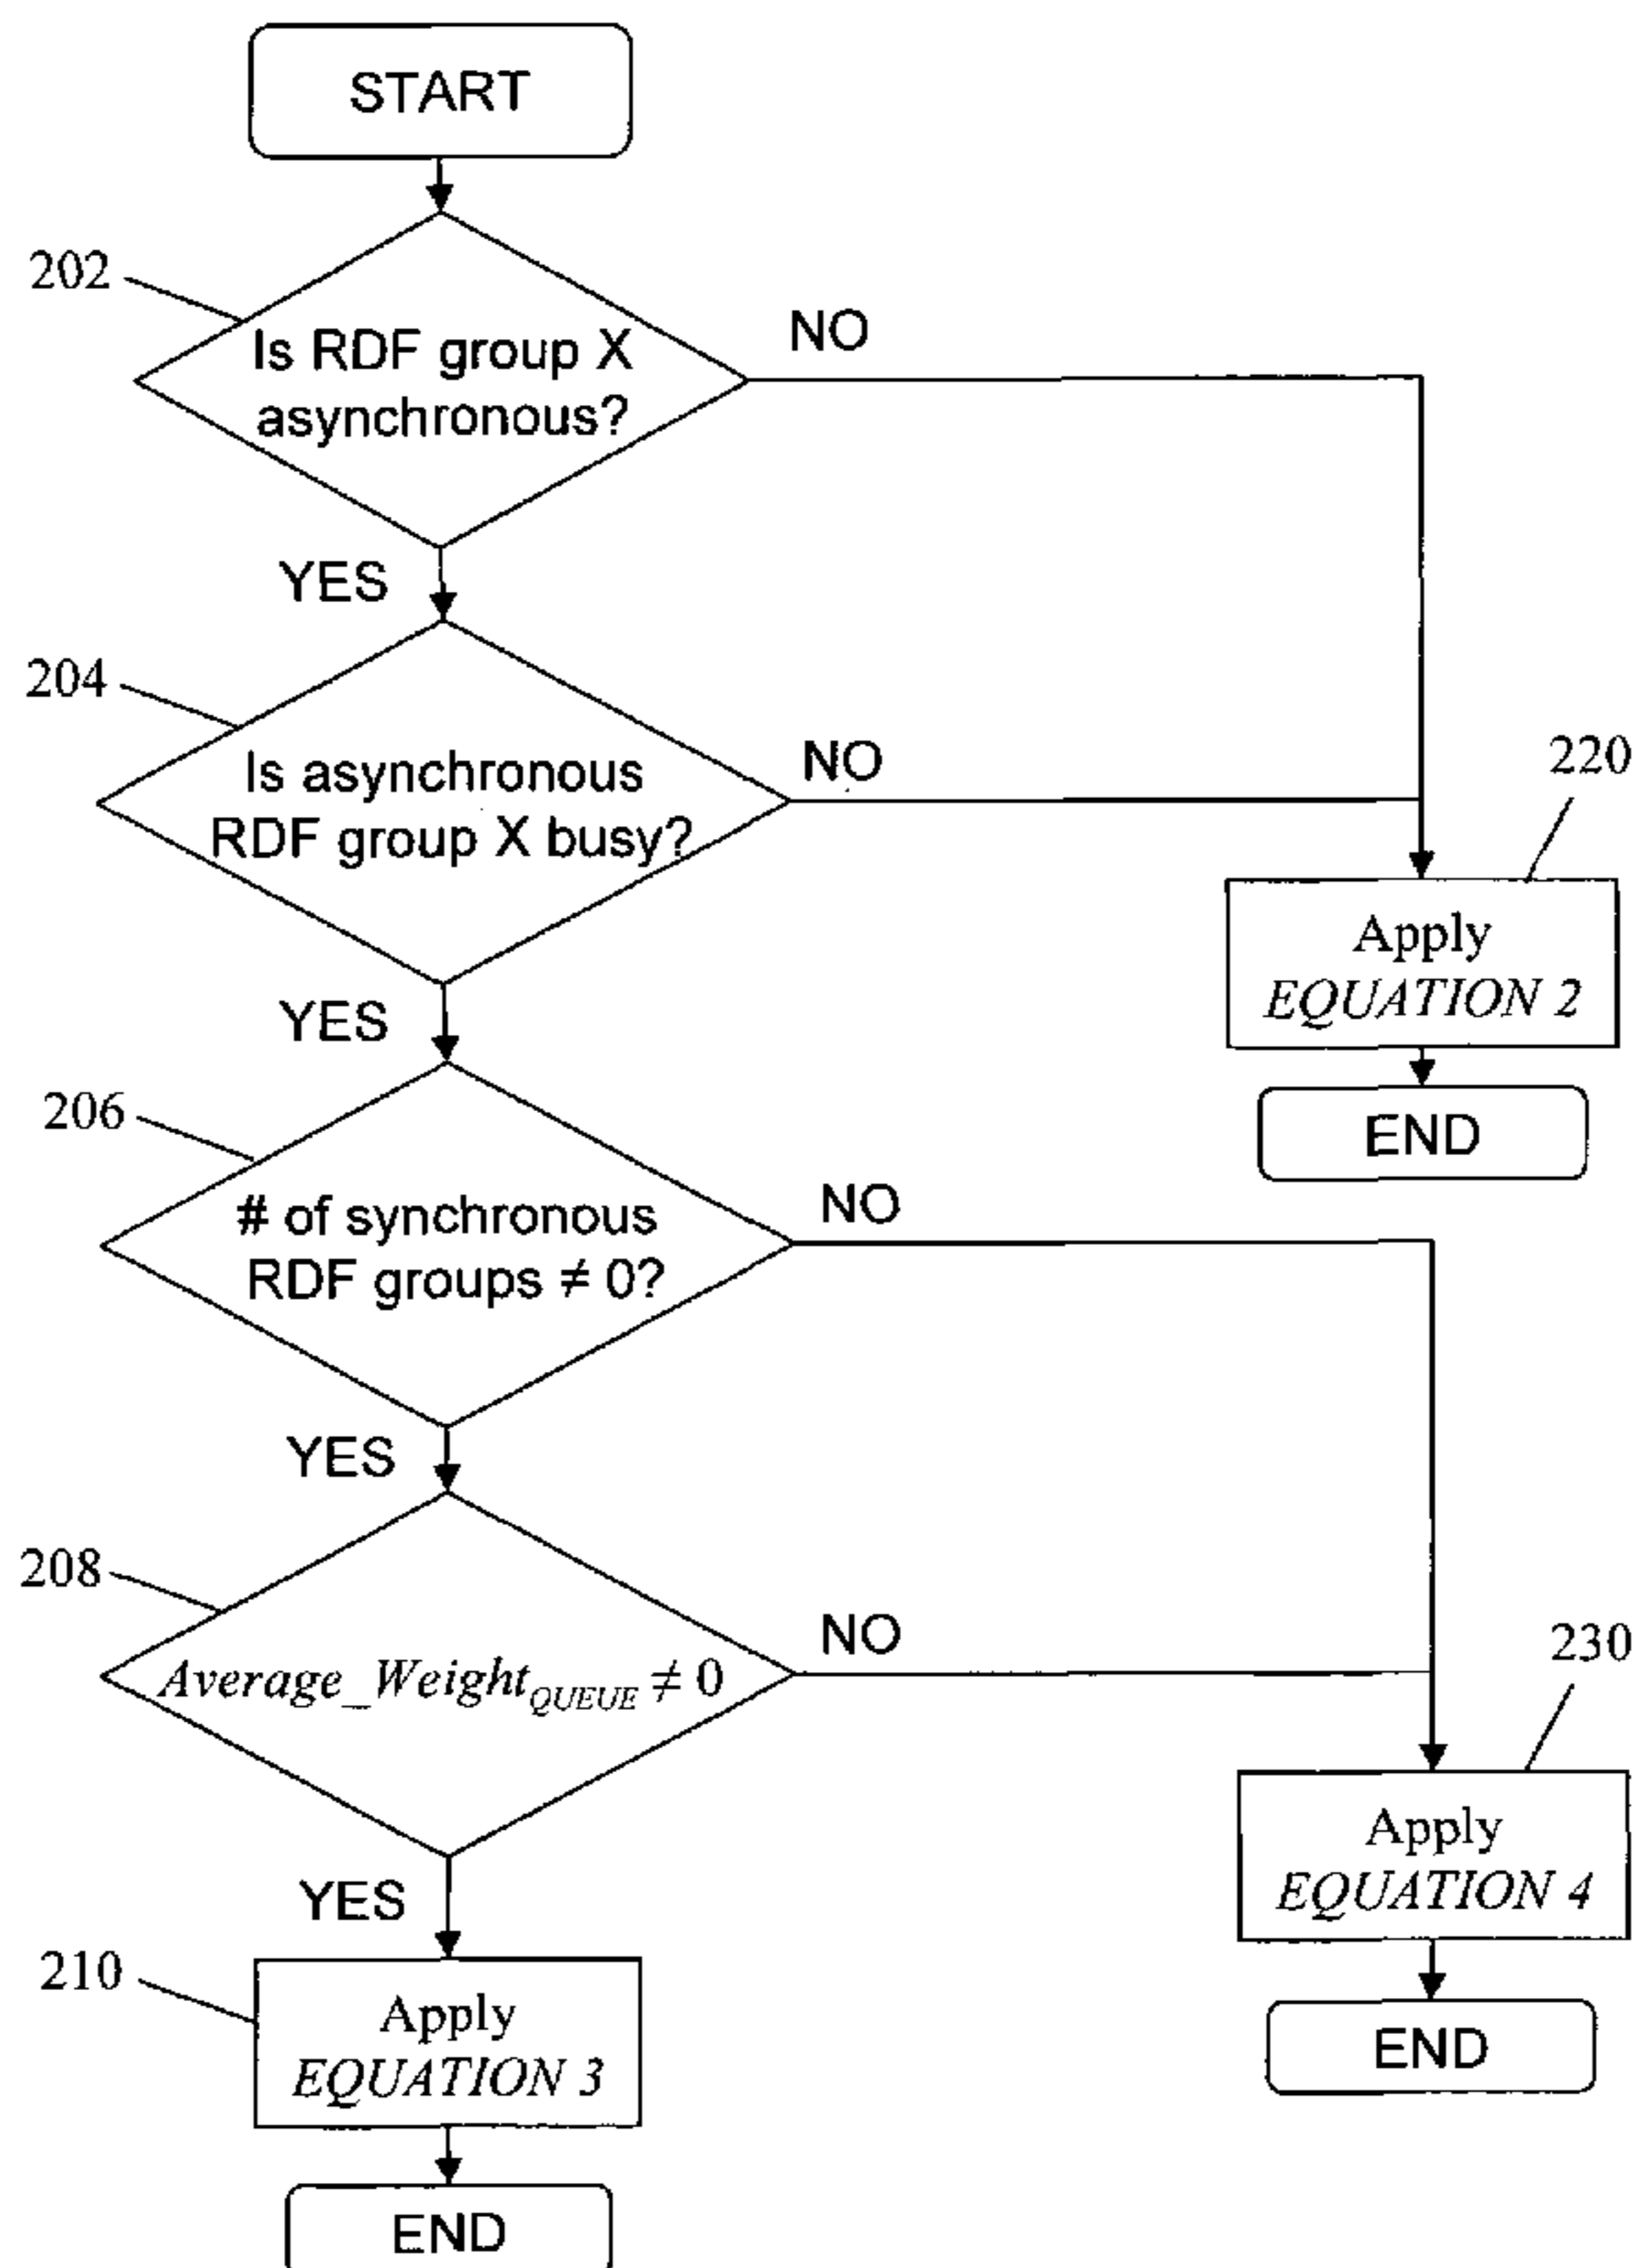 START
202
Is RDF group X
asynchronous?
NO
YES
204
Is asynchronous
RDF group X busy?
NO
220
Apply
EQUATION 2
YES
END
206
# of synchronous
RDF groups ≠ 0?
NO
YES
208
Average_Weight_QUEUE ≠ 0
NO
230
Apply
EQUATION 4
YES
210
Apply
EQUATION 3
END
END